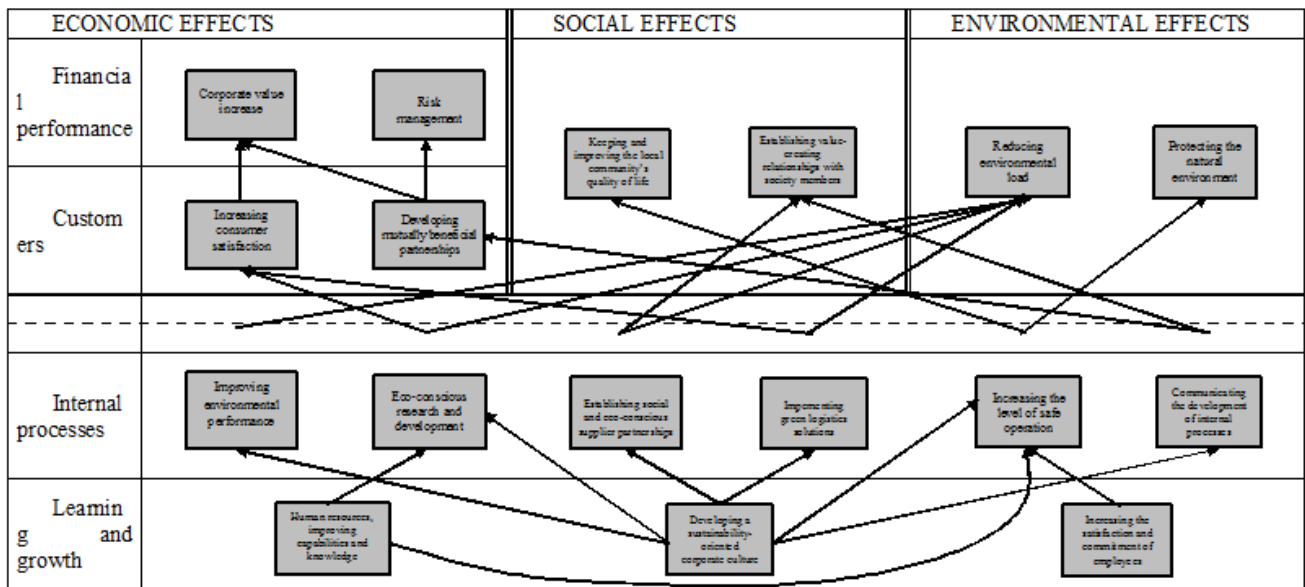 ECONOMIC EFFECTS
SOCIAL EFFECTS
ENVIRONMENTAL EFFECTS
Financia
l
performance
Corporate value
increase
Risk
management
Keeping and
improving the local
community's
quality of life
Establishing value-
creating
relationships with
society members
Reducing
environmental
load
Protecting the
natural
environment
Custom
ers
Increasing
consumer
satisfaction
Developing
mutually beneficial
partnerships
Internal
processes
Improving
environmental
performance
Eco-conscious
research and
development
Establishing social
and eco-conscious
supplier partnerships
Impementing
green logistics
solutions
Increasing the
level of safe
operation
Communicating
the development
of internal
processes
Learnin
g and
growth
Human resources,
improving
capabilities and
knowledge
Developing a
sustainability-
oriented
corporate culture
Increasing the
satisfaction and
commitment of
employees